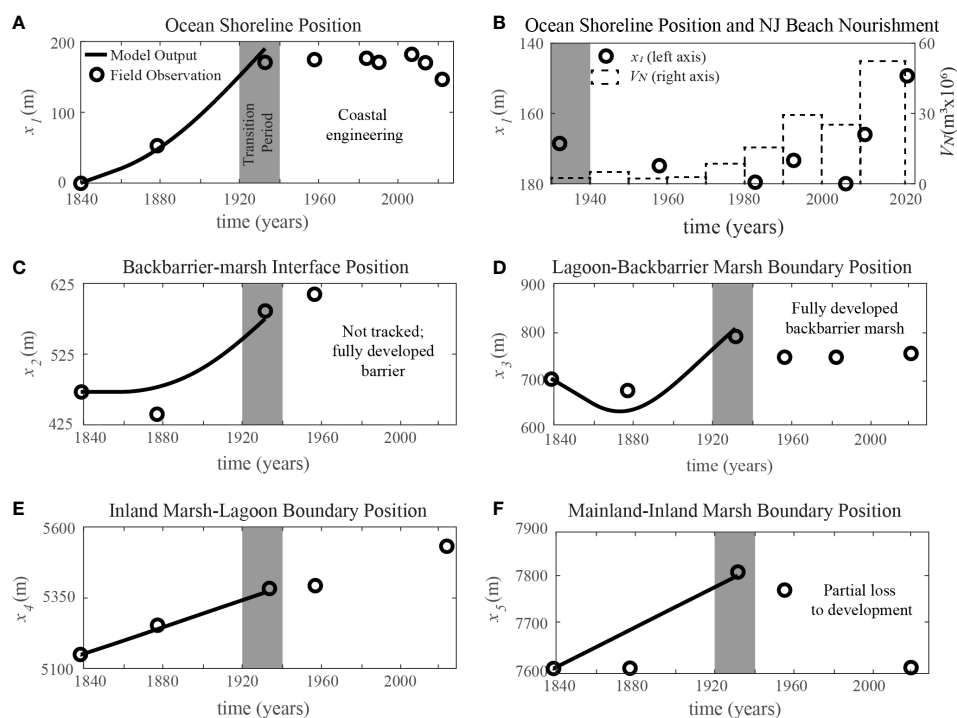 A
Ocean Shoreline Position
200
100
0
x1 (m)
Model Output
Field Observation
Transition
Period
Coastal
engineering
1840
1880
1920
1960
2000
time (years)
B
Ocean Shoreline Position and NJ Beach Nourishment
140
160
180
x1 (m)
x1 (left axis)
VN (right axis)
60
30
0
VN(m³x10⁶)
1940
1960
1980
2000
2020
time (years)
C
Backbarrier-marsh Interface Position
625
525
425
x2 (m)
Not tracked;
fully developed
barrier
1840
1880
1920
1960
2000
time (years)
D
Lagoon-Backbarrier Marsh Boundary Position
900
800
700
600
x3 (m)
Fully developed
backbarrier marsh
1840
1880
1920
1960
2000
time (years)
E
Inland Marsh-Lagoon Boundary Position
5600
5350
5100
x4 (m)
1840
1880
1920
1960
2000
time (years)
F
Mainland-Inland Marsh Boundary Position
7900
7800
7700
7600
x5 (m)
Partial loss
to development
1840
1880
1920
1960
2000
time (years)